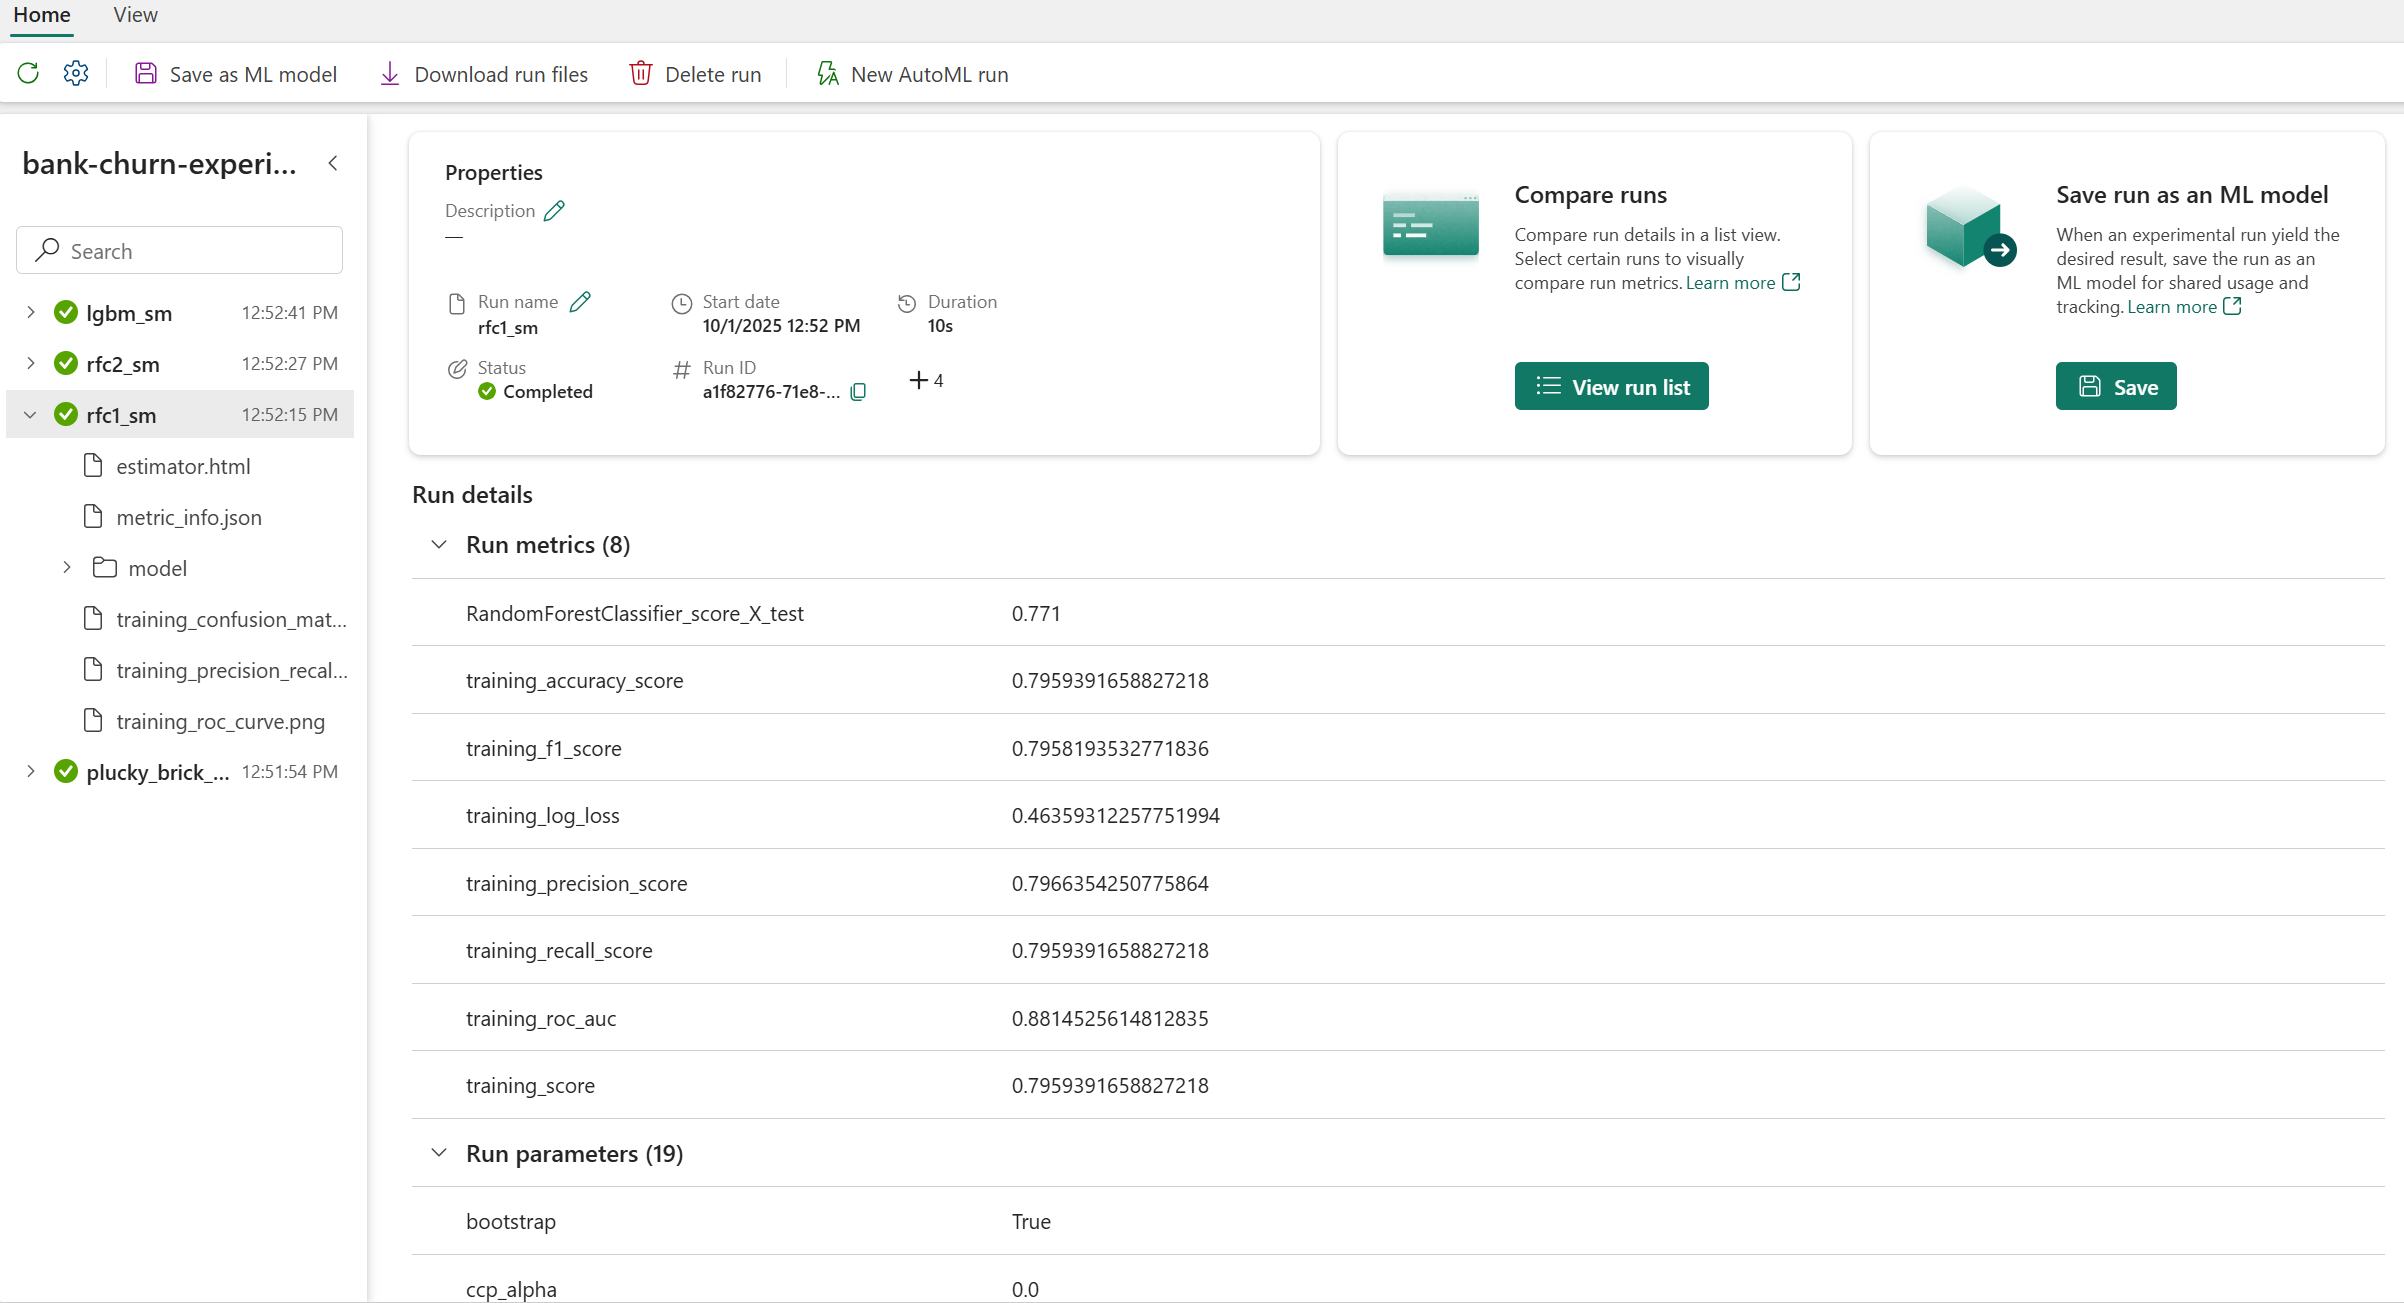 Home View
Save as ML model Download run files Delete run New AutoML run
bank-churn-experi...
Search
lgbm_sm 12:52:41 PM
rfc2_sm 12:52:27 PM
rfc1_sm 12:52:15 PM
estimator.html
metric_info.json
model
training_confusion_mat...
training_precision_recal...
training_roc_curve.png
plucky_brick_... 12:51:54 PM
Properties
Description
—
Run name
rfc1_sm
Start date
10/1/2025 12:52 PM
Duration
10s
Status
Completed
Run ID
a1f82776-71e8-...
+ 4
Compare runs
Compare run details in a list view.
Select certain runs to visually
compare run metrics. Learn more
View run list
Save run as an ML model
When an experimental run yield the
desired result, save the run as an
ML model for shared usage and
tracking. Learn more
Save
Run details
Run metrics (8)
RandomForestClassifier_score_X_test 0.771
training_accuracy_score 0.7959391658827218
training_f1_score 0.7958193532771836
training_log_loss 0.46359312257751994
training_precision_score 0.7966354250775864
training_recall_score 0.7959391658827218
training_roc_auc 0.8814525614812835
training_score 0.7959391658827218
Run parameters (19)
bootstrap True
ccp_alpha 0.0